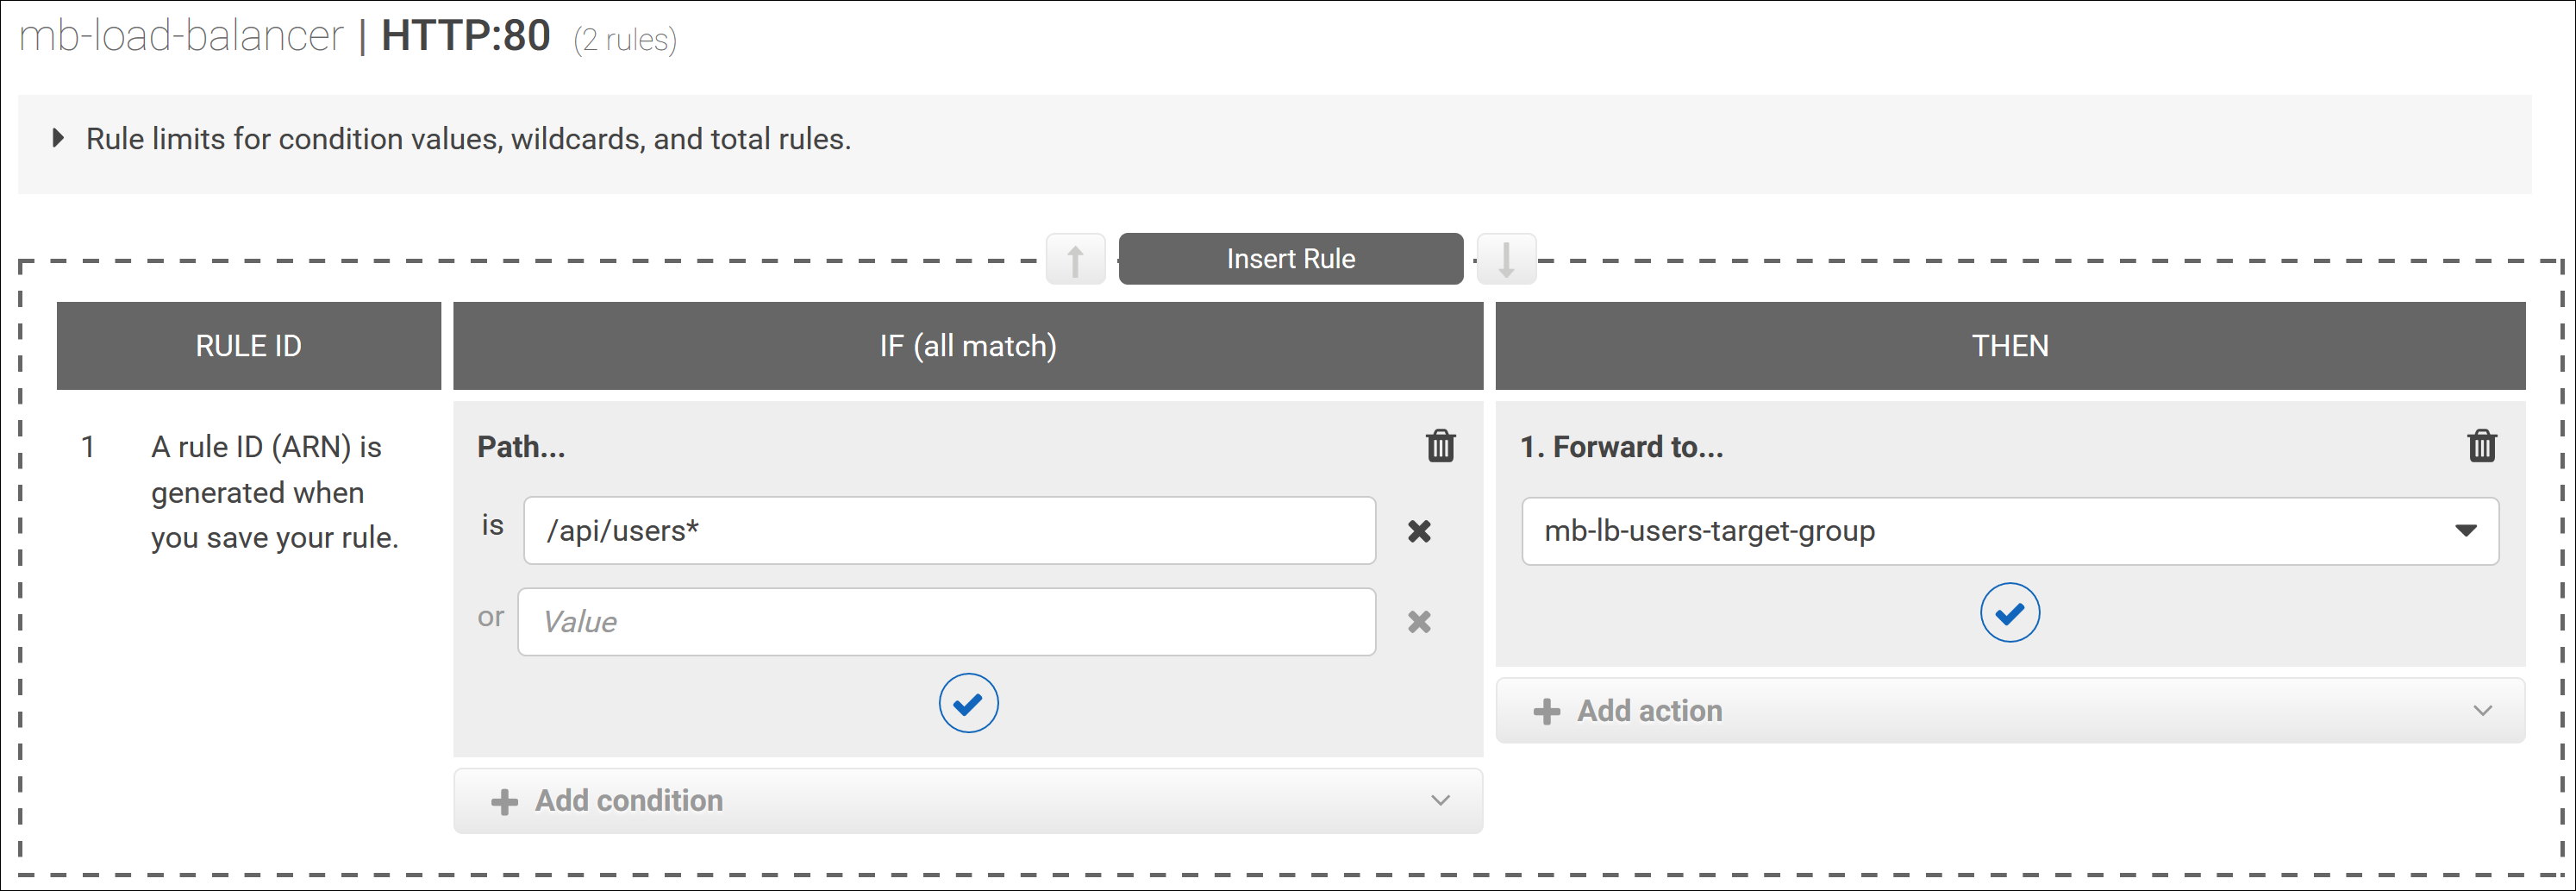 mb-load-balancer | HTTP:80 (2 rules)
Rule limits for condition values, wildcards, and total rules.
Insert Rule
RULE ID
IF (all match)
THEN
1
A rule ID (ARN) is
generated when
you save your rule.
Path...
is
/api/users*
or
Value
Add condition
1. Forward to...
mb-lb-users-target-group
Add action